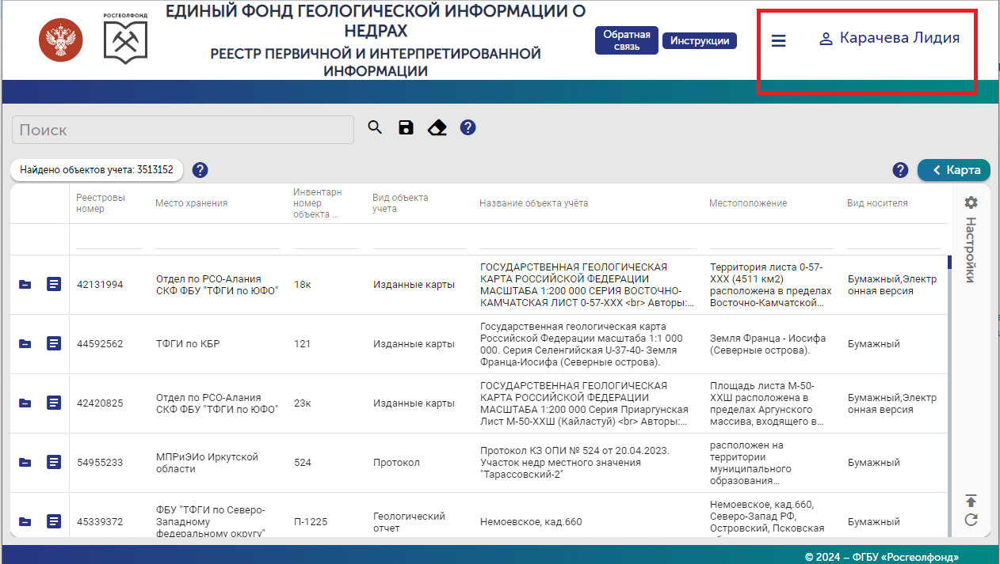 РОСГЕОЛФОНД
ЕДИНЫЙ ФОНД ГЕОЛОГИЧЕСКОЙ ИНФОРМАЦИИ О
НЕДРАХ
РЕЕСТР ПЕРВИЧНОЙ И ИНТЕРПРЕТИРОВАННОЙ
ИНФОРМАЦИИ
Обратная
связь
Инструкции
Карачева Лидия
Поиск
Найдено объектов учета: 3513152
Карта
Реестровы
номер
Место хранения
Инвентарн
номер
объекта ...
Вид объекта
учета
Название объекта учёта
Местоположение
Вид носителя
Настройки
42131994
Отдел по РСО-Алания
СКФ ФБУ "ТФГИ по ЮФО"
18к
Изданные карты
ГОСУДАРСТВЕННАЯ ГЕОЛОГИЧЕСКАЯ
КАРТА РОССИЙСКОЙ ФЕДЕРАЦИИ
МАСШТАБА 1:200 000 СЕРИЯ ВОСТОЧНО-
КАМЧАТСКАЯ ЛИСТ 0-57-XXX <br> Авторы:...
Территория листа 0-57-
XXX (4511 км2)
расположена в пределах
Восточно-Камчатской...
Бумажный,Электр
онная версия
44592562
ТФГИ по КБР
121
Изданные карты
Государственная геологическая карта
Российской Федерации масштаба 1:1 000
000. Серия Селенгийская U-37-40- Земля
Франца-Иосифа (Северные острова).
Земля Франца - Иосифа
(Северные острова).
Бумажный
42420825
Отдел по РСО-Алания
СКФ ФБУ "ТФГИ по ЮФО"
23к
Изданные карты
ГОСУДАРСТВЕННАЯ ГЕОЛОГИЧЕСКАЯ
КАРТА РОССИЙСКОЙ ФЕДЕРАЦИИ
МАСШТАБА 1:200 000 Серия Приаргунская
Лист М-50-ХХШ (Кайластуй) <br> Авторы:...
Площадь листа М-50-
ХХШ расположена в
пределах Аргунского
массива, входящего в...
Бумажный,Электр
онная версия
54955233
МПРиЭИо Иркутской
области
524
Протокол
Протокол КЗ ОПИ № 524 от 20.04.2023.
Участок недр местного значения
"Тарассовский-2"
расположен на
территории
муниципального
образования...
Бумажный
45339372
ФБУ "ТФГИ по Северо-
Западному
федеральному округу"
П-1225
Геологический
отчет
Немоевское, кад.660
Немоевское, кад.660,
Северо-Запад РФ,
Островский, Псковская
Бумажный
© 2024 – ФГБУ «Росгеолфонд»